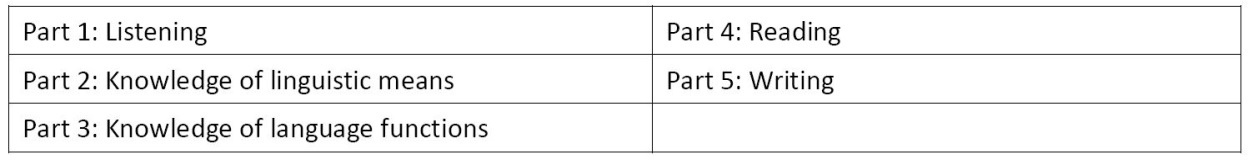 Part 1: Listening
Part 4: Reading
Part 2: Knowledge of linguistic means
Part 5: Writing
Part 3: Knowledge of language functions